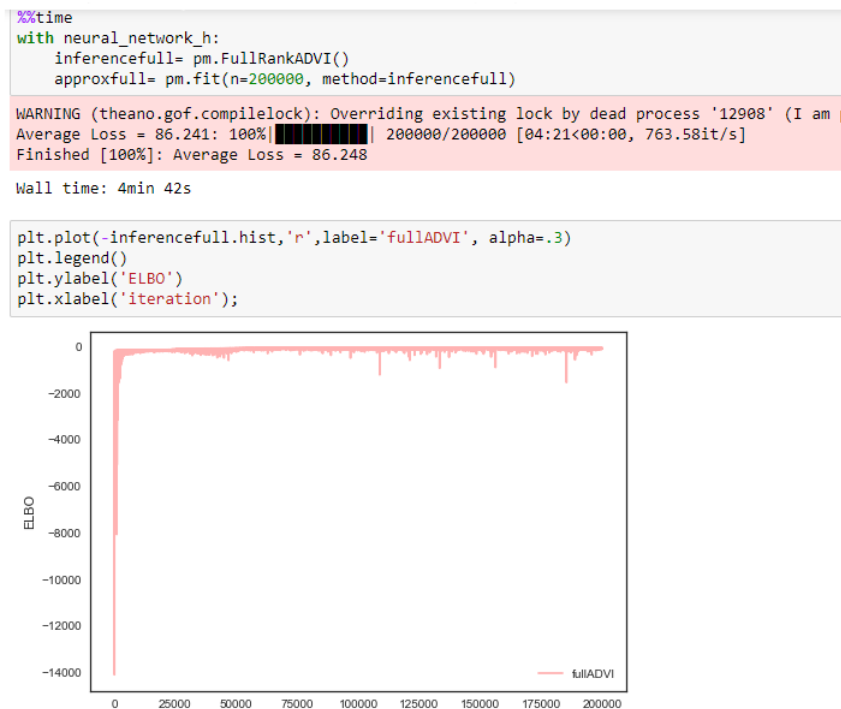 %%time
with neural_network_h:
    inferencefull= pm.FullRankADVI()
    approxfull= pm.fit(n=200000, method=inferencefull)
WARNING (theano.gof.compilelock): Overriding existing lock by dead process '12908' (I am
Average Loss = 86.241: 100%|██████████| 200000/200000 [04:21<00:00, 763.58it/s]
Finished [100%]: Average Loss = 86.248
Wall time: 4min 42s
plt.plot(-inferencefull.hist,'r',label='fullADVI', alpha=.3)
plt.legend()
plt.ylabel('ELBO')
plt.xlabel('iteration');
0
−2000
−4000
−6000
ELBO
−8000
−10000
−12000
−14000
fullADVI
0 25000 50000 75000 100000 125000 150000 175000 200000